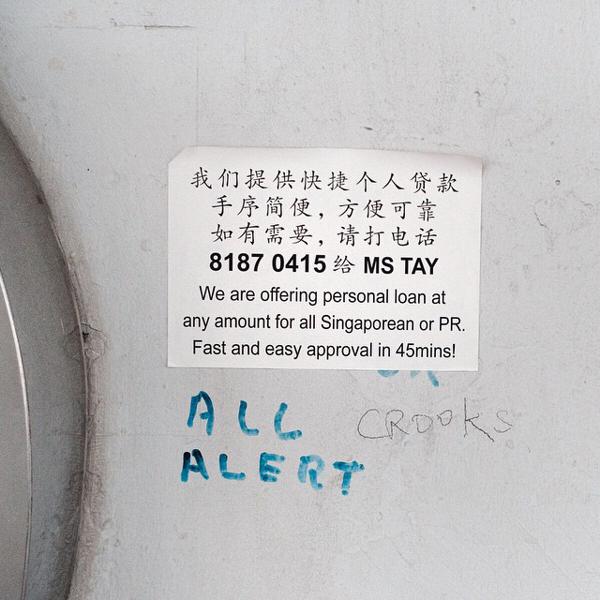 我们提供快捷个人贷款
手序简便，方便可靠
如有需要，请打电话
8187 0415 给 MS TAY
We are offering personal loan at
any amount for all Singaporean or PR.
Fast and easy approval in 45mins!
ALL CROOKS
ALERT